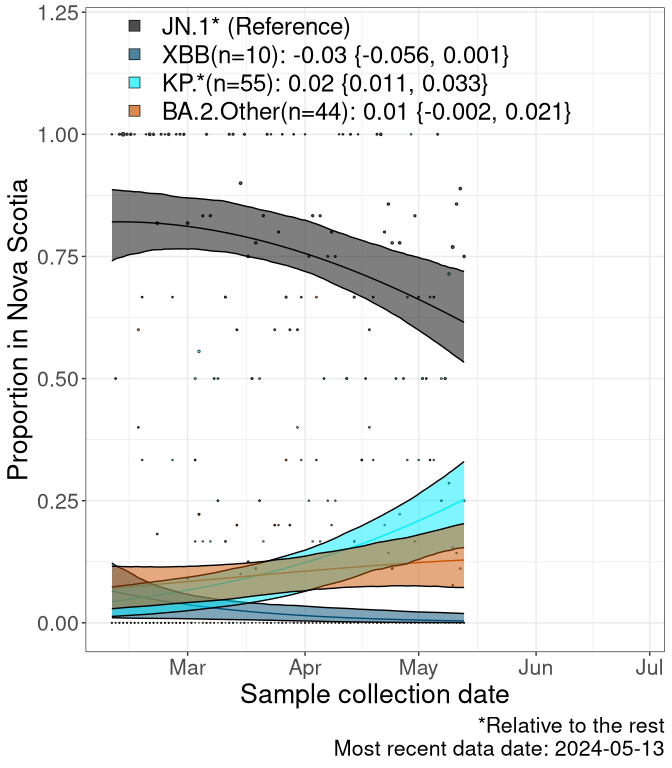 JN.1* (Reference)
XBB(n=10): -0.03 {-0.056, 0.001}
KP.*(n=55): 0.02 {0.011, 0.033}
BA.2.Other(n=44): 0.01 {-0.002, 0.021}
1.25
1.00
0.75
0.50
0.25
0.00
Proportion in Nova Scotia
Mar Apr May Jun Jul
Sample collection date
*Relative to the rest
Most recent data date: 2024-05-13